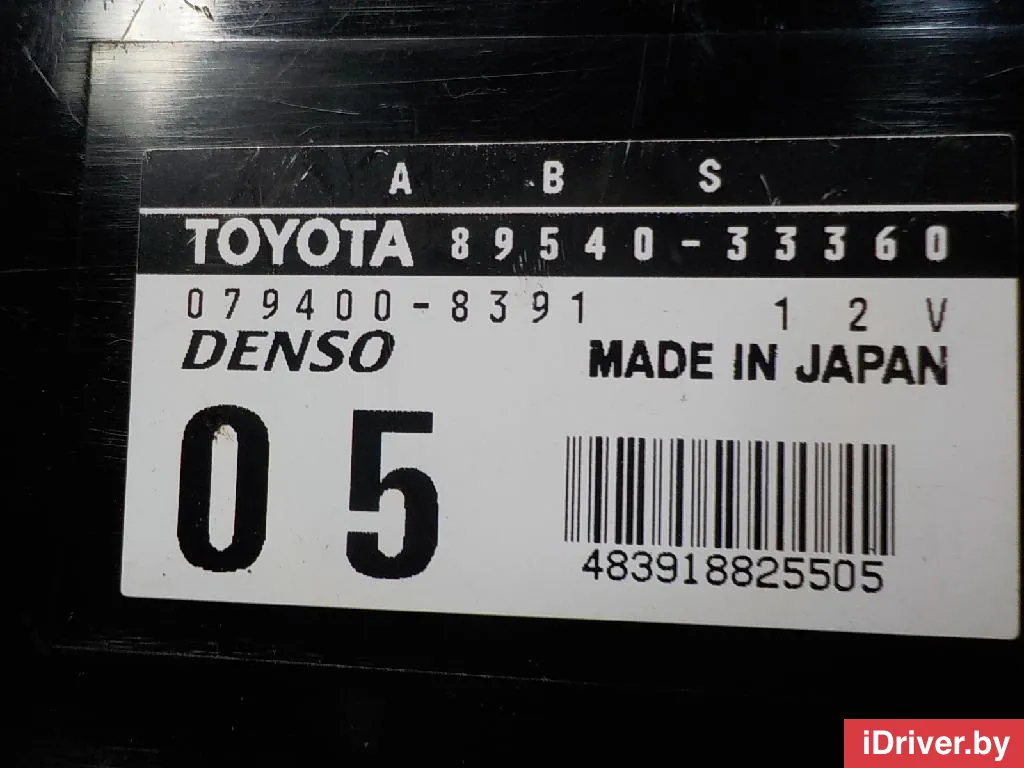 A B S
TOYOTA 89540-33360
079400-8391 12V
DENSO MADE IN JAPAN
05
483918825505
iDriver.by